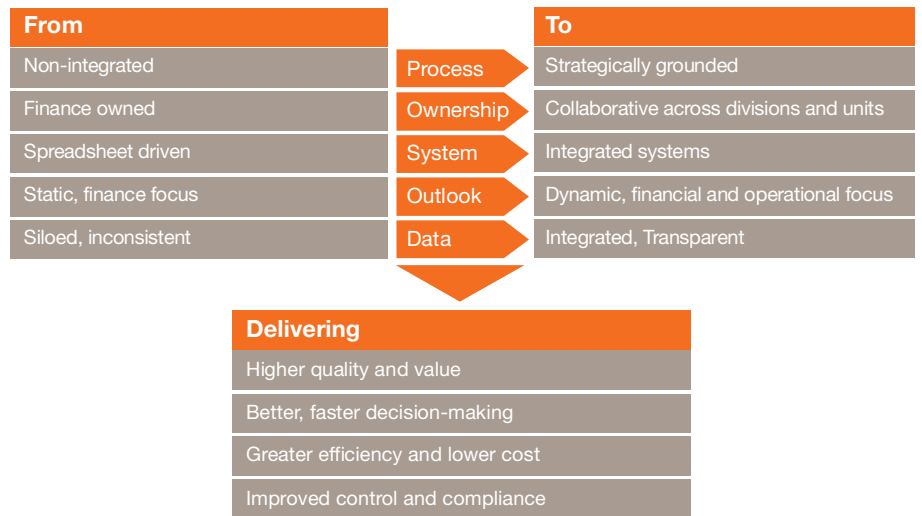 From
To
Non-integrated
Process
Strategically grounded
Finance owned
Ownership
Collaborative across divisions and units
Spreadsheet driven
System
Integrated systems
Static, finance focus
Outlook
Dynamic, financial and operational focus
Siloed, inconsistent
Data
Integrated, Transparent
Delivering
Higher quality and value
Better, faster decision-making
Greater efficiency and lower cost
Improved control and compliance